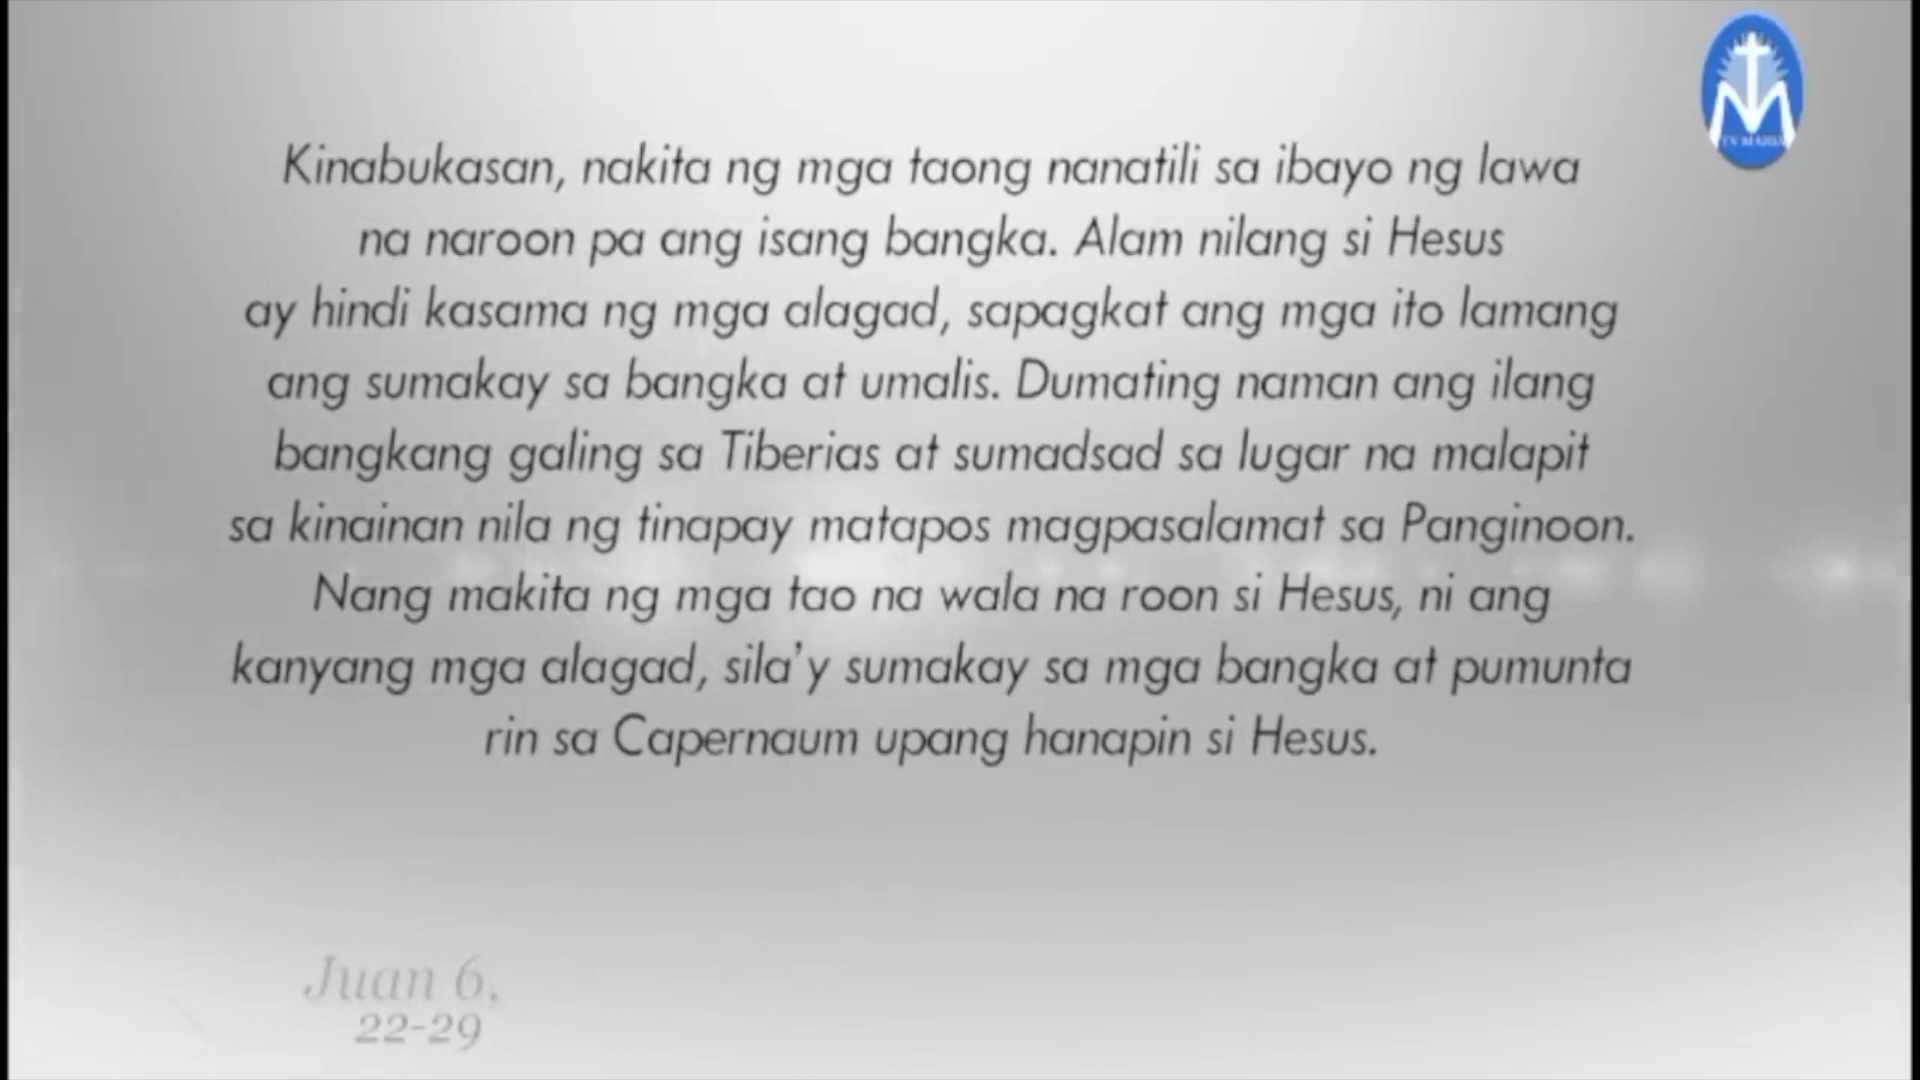 Kinabukasan, nakita ng mga taong nanatili sa ibayo ng lawa
na naroon pa ang isang bangka. Alam nilang si Hesus
ay hindi kasama ng mga alagad, sapagkat ang mga ito lamang
ang sumakay sa bangka at umalis. Dumating naman ang ilang
bangkang galing sa Tiberias at sumadsad sa lugar na malapit
sa kinainan nila ng tinapay matapos magpasalamat sa Panginoon.
Nang makita ng mga tao na wala na roon si Hesus, ni ang
kanyang mga alagad, sila'y sumakay sa mga bangka at pumunta
rin sa Capernaum upang hanapin si Hesus.
Juan 6,
22-29
TV MARIA